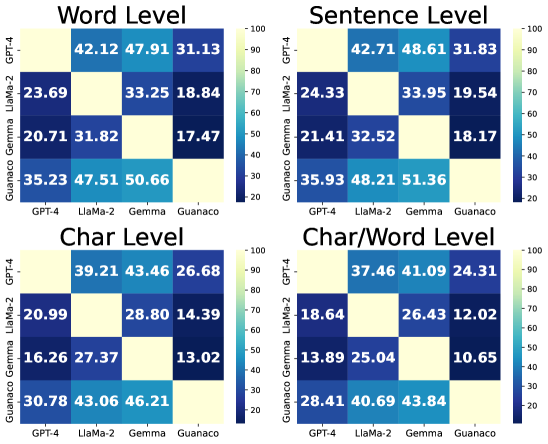 Word Level
GPT-4 42.12 47.91 31.13
LlaMa-2 23.69 33.25 18.84
Gemma 20.71 31.82 17.47
Guanaco 35.23 47.51 50.66
GPT-4 LlaMa-2 Gemma Guanaco
100
90
80
70
60
50
40
30
20
Sentence Level
GPT-4 42.71 48.61 31.83
LlaMa-2 24.33 33.95 19.54
Gemma 21.41 32.52 18.17
Guanaco 35.93 48.21 51.36
GPT-4 LlaMa-2 Gemma Guanaco
100
90
80
70
60
50
40
30
20
Char Level
GPT-4 39.21 43.46 26.68
LlaMa-2 20.99 28.80 14.39
Gemma 16.26 27.37 13.02
Guanaco 30.78 43.06 46.21
GPT-4 LlaMa-2 Gemma Guanaco
100
90
80
70
60
50
40
30
20
Char/Word Level
GPT-4 37.46 41.09 24.31
LlaMa-2 18.64 26.43 12.02
Gemma 13.89 25.04 10.65
Guanaco 28.41 40.69 43.84
GPT-4 LlaMa-2 Gemma Guanaco
100
90
80
70
60
50
40
30
20